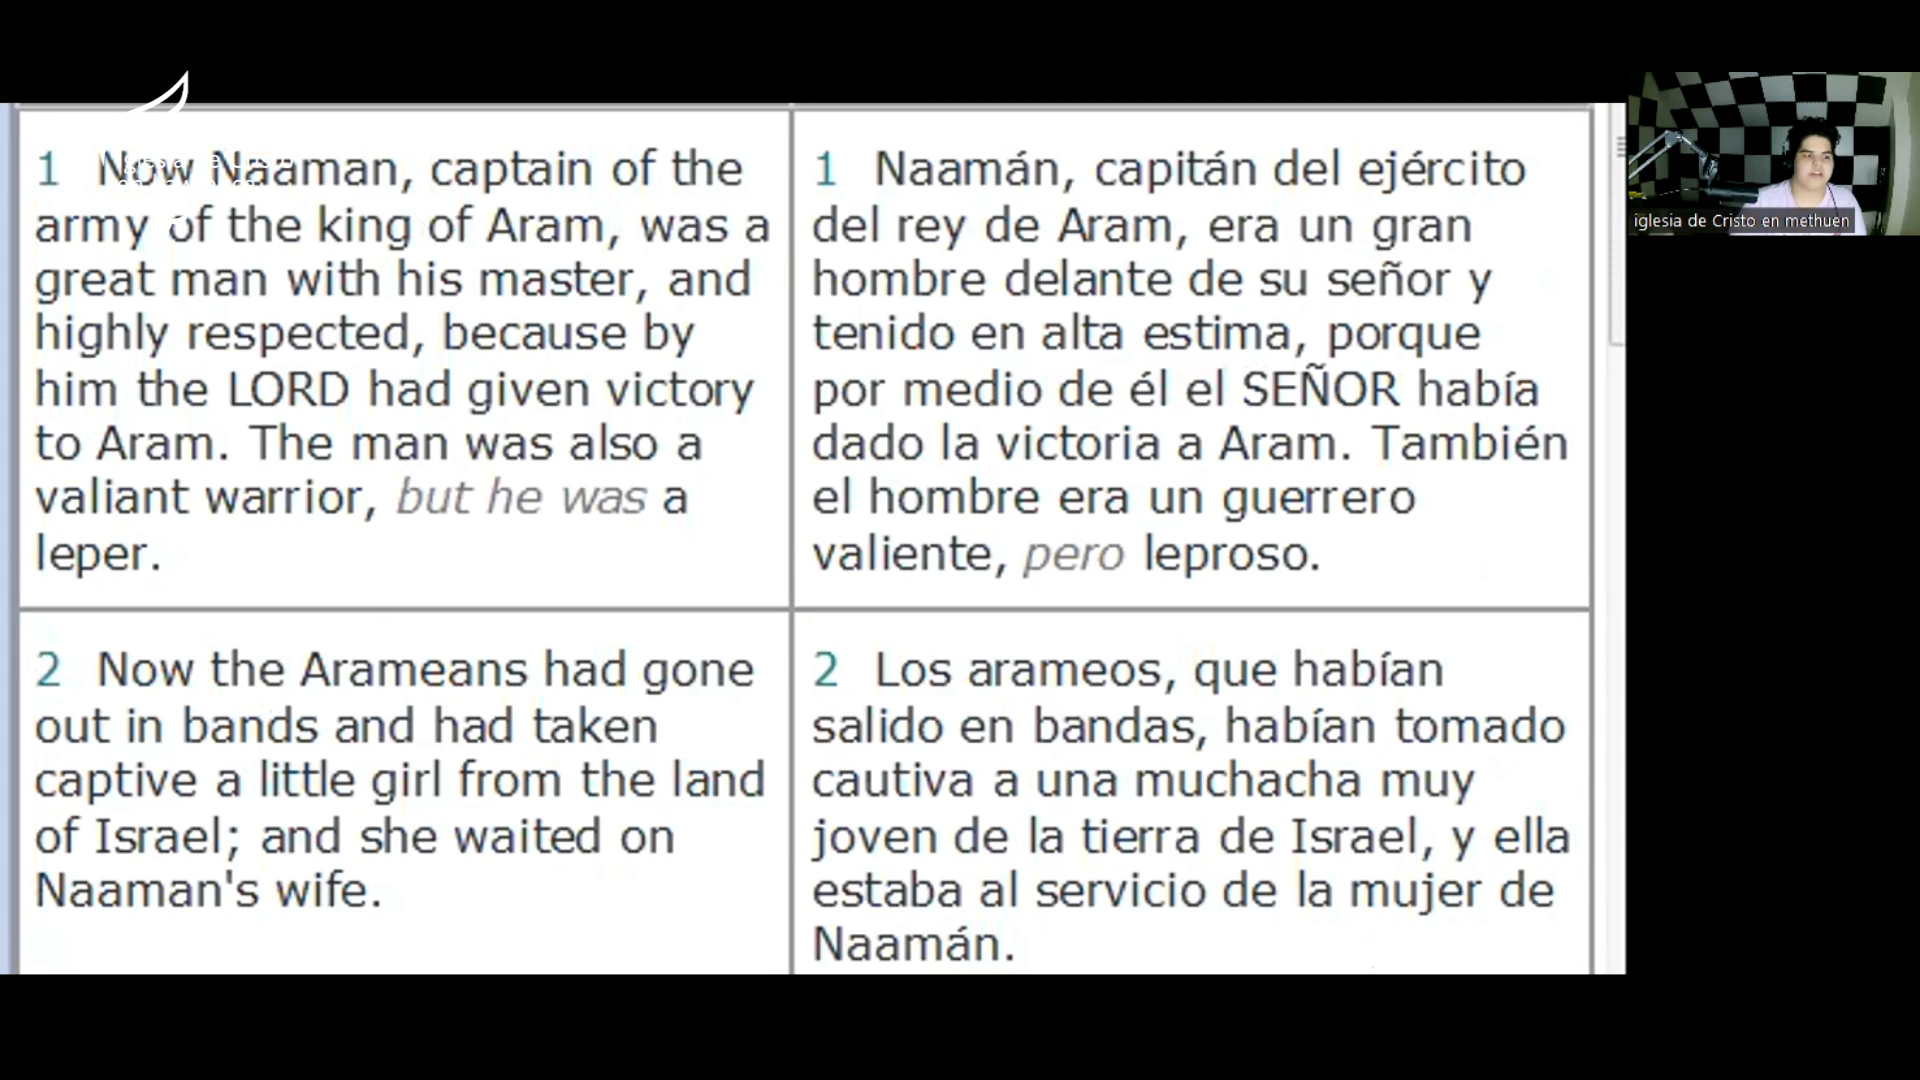 1 Now Naaman, captain of the
army of the king of Aram, was a
great man with his master, and
highly respected, because by
him the LORD had given victory
to Aram. The man was also a
valiant warrior, but he was a
leper.
1 Naamán, capitán del ejército
del rey de Aram, era un gran
hombre delante de su señor y
tenido en alta estima, porque
por medio de él el SEÑOR había
dado la victoria a Aram. También
el hombre era un guerrero
valiente, pero leproso.
2 Now the Arameans had gone
out in bands and had taken
captive a little girl from the land
of Israel; and she waited on
Naaman's wife.
2 Los arameos, que habían
salido en bandas, habían tomado
cautiva a una muchacha muy
joven de la tierra de Israel, y ella
estaba al servicio de la mujer de
Naamán.
iglesia de Cristo en methuen